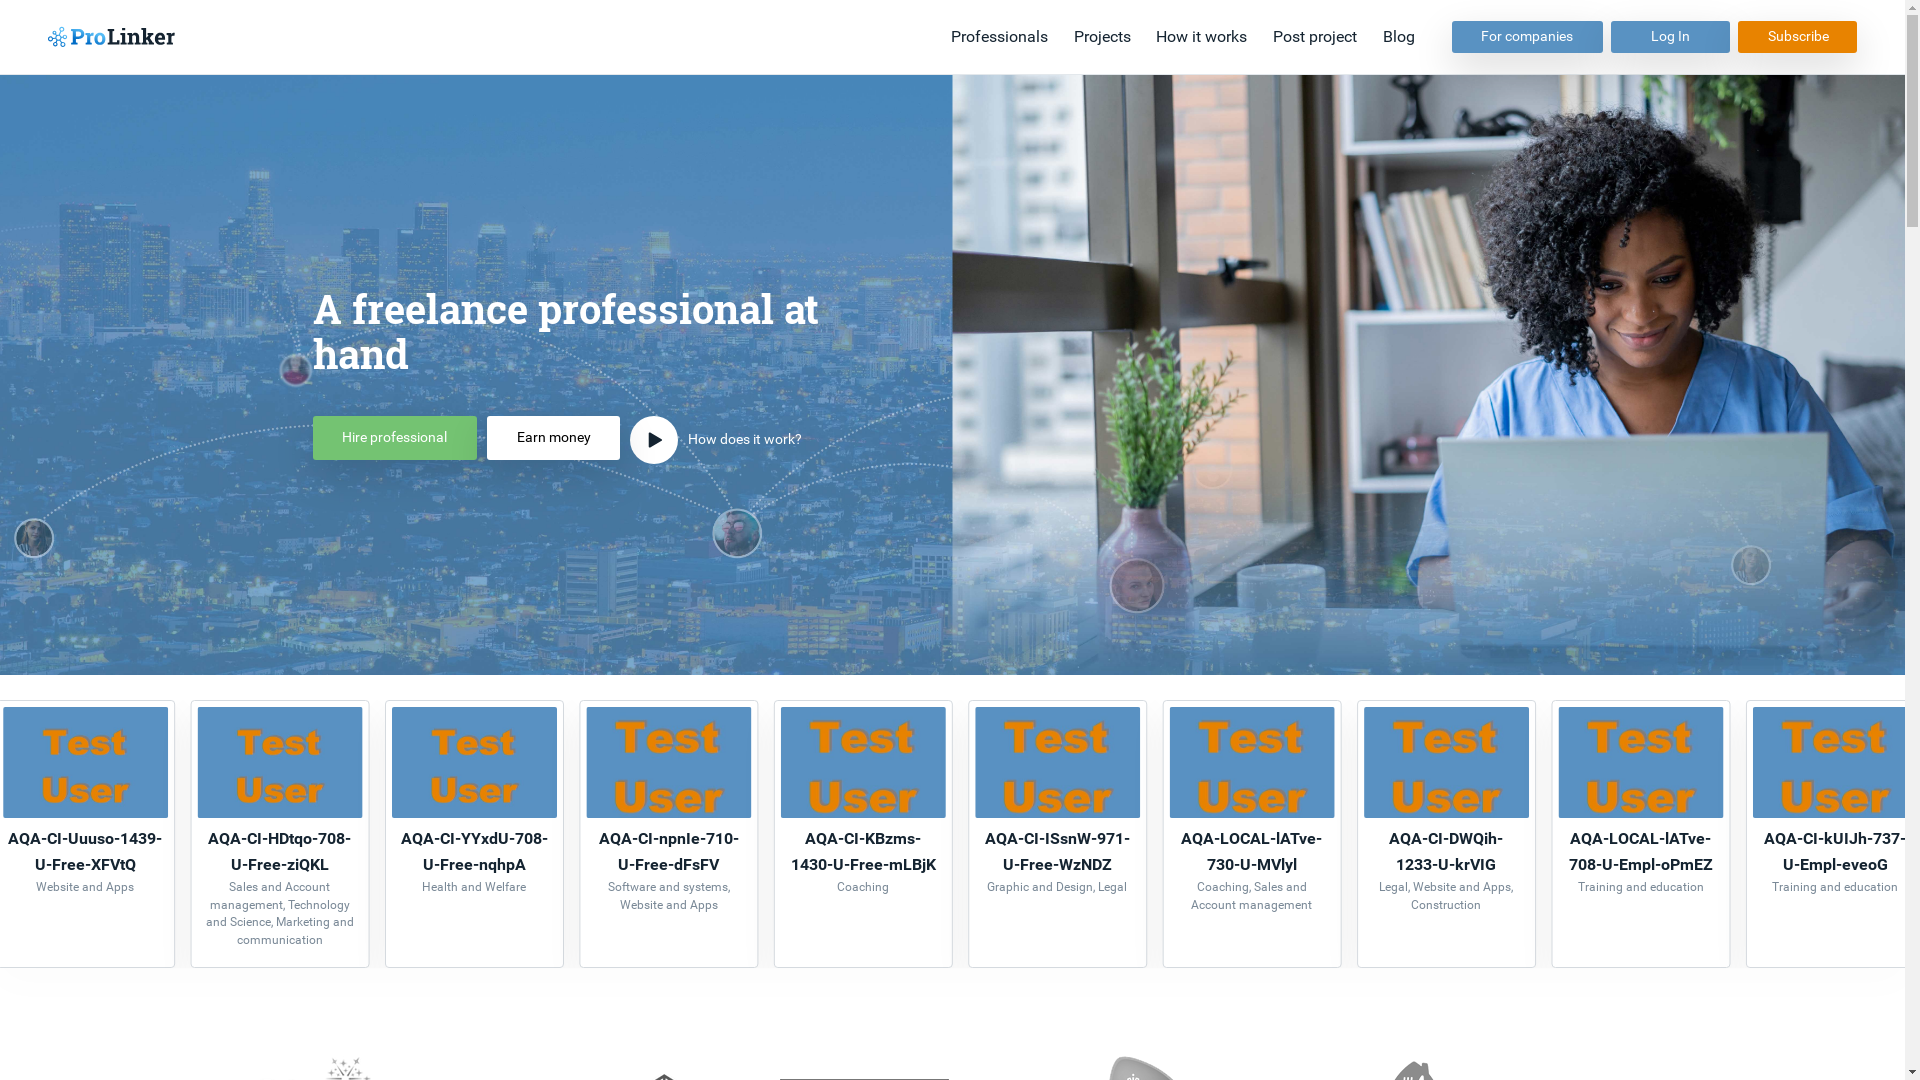 ProLinker
Professionals
Projects
How it works
Post project
Blog
For companies
Log In
Subscribe
A freelance professional at
hand
Hire professional
Earn money
How does it work?
Test
User
AQA-CI-Uuuso-1439-
U-Free-XFVtQ
Website and Apps
Test
User
AQA-CI-HDtqo-708-
U-Free-ziQKL
Sales and Account
management, Technology
and Science, Marketing and
communication
Test
User
AQA-CI-YYxdU-708-
U-Free-nqhpA
Health and Welfare
Test
User
AQA-CI-npnIe-710-
U-Free-dFsFV
Software and systems,
Website and Apps
Test
User
AQA-CI-KBzms-
1430-U-Free-mLBjK
Coaching
Test
User
AQA-CI-ISsnW-971-
U-Free-WzNDZ
Graphic and Design, Legal
Test
User
AQA-LOCAL-lATve-
730-U-MVlyl
Coaching, Sales and
Account management
Test
User
AQA-CI-DWQih-
1233-U-krVIG
Legal, Website and Apps,
Construction
Test
User
AQA-LOCAL-lATve-
708-U-Empl-oPmEZ
Training and education
Test
User
AQA-CI-kUIJh-737-
U-Empl-eveoG
Training and education